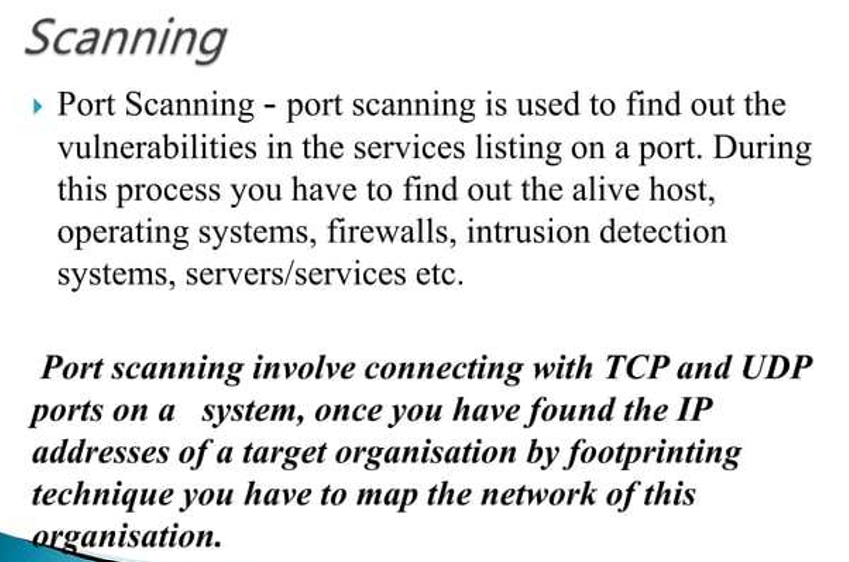 Scanning
Port Scanning - port scanning is used to find out the
vulnerabilities in the services listing on a port. During
this process you have to find out the alive host,
operating systems, firewalls, intrusion detection
systems, servers/services etc.
Port scanning involve connecting with TCP and UDP
ports on a system, once you have found the IP
addresses of a target organisation by footprinting
technique you have to map the network of this
organisation.